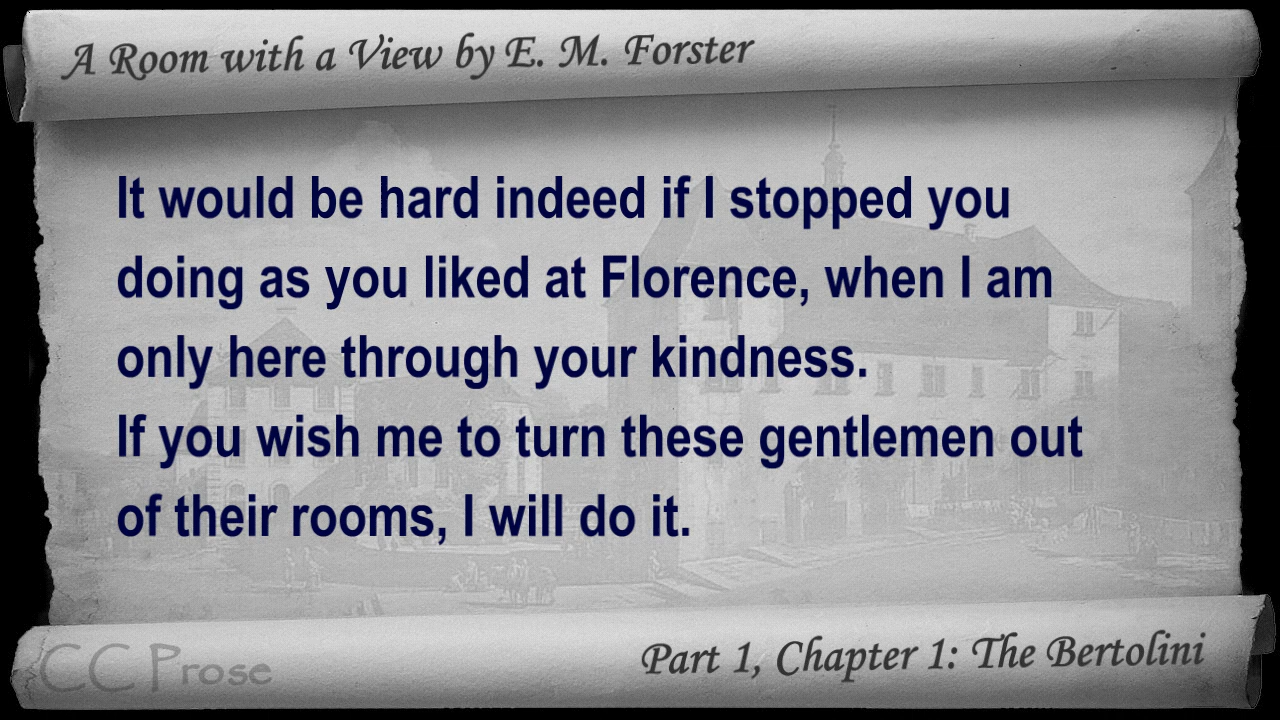 A Room with a View by E. M. Forster
It would be hard indeed if I stopped you
doing as you liked at Florence, when I am
only here through your kindness.
If you wish me to turn these gentlemen out
of their rooms, I will do it.
CC Prose
Part 1, Chapter 1: The Bertolini